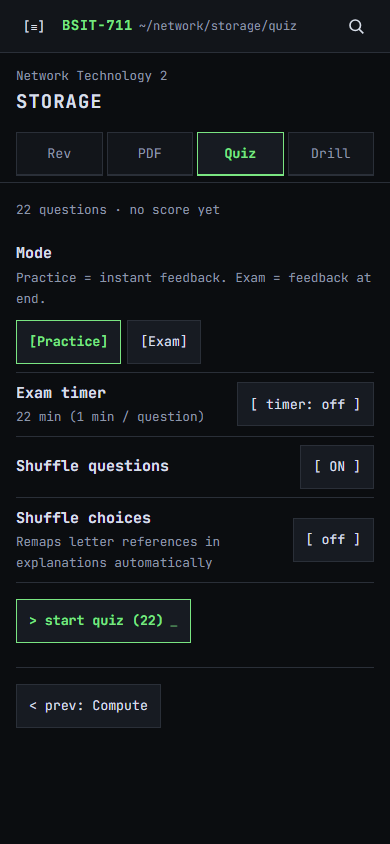 [≡] BSIT-711 ~/network/storage/quiz
Network Technology 2
STORAGE
Rev PDF Quiz Drill
22 questions · no score yet
Mode
Practice = instant feedback. Exam = feedback at
end.
[Practice] [Exam]
Exam timer
22 min (1 min / question)
[ timer: off ]
Shuffle questions
[ ON ]
Shuffle choices
Remaps letter references in
explanations automatically
[ off ]
> start quiz (22) _
< prev: Compute